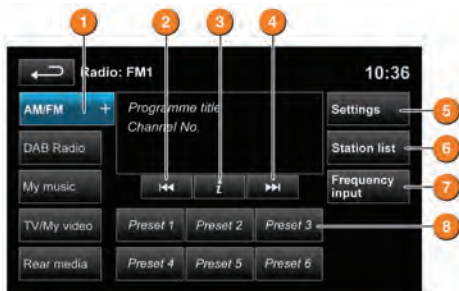 1 2 3 4
Radio: FM1 10:36
AM/FM + Programme title Settings 5
Channel No.
DAB Radio Station list 6
My music i Frequency input 7
TV/My video Preset 1 Preset 2 Preset 3 8
Rear media Preset 4 Preset 5 Preset 6